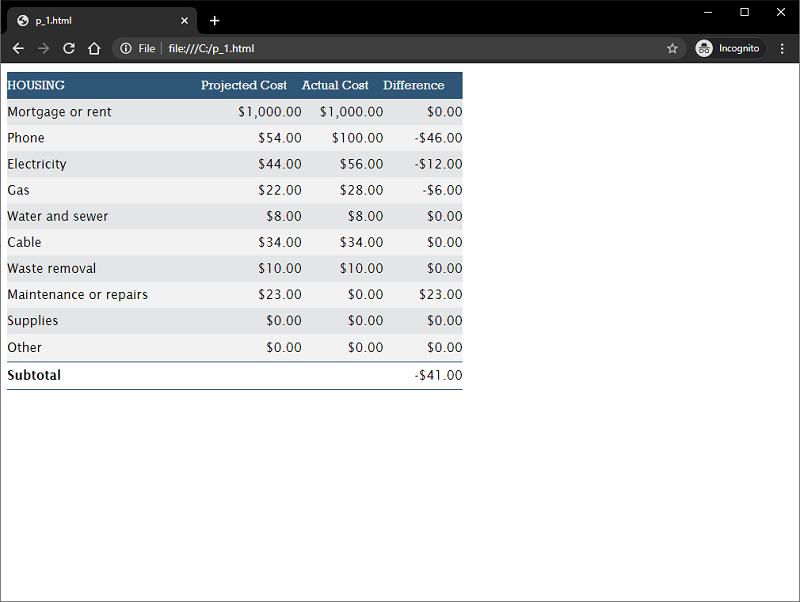 p_1.html
File file:///C:/p_1.html Incognito
HOUSING Projected Cost Actual Cost Difference
Mortgage or rent $1,000.00 $1,000.00 $0.00
Phone $54.00 $100.00 -$46.00
Electricity $44.00 $56.00 -$12.00
Gas $22.00 $28.00 -$6.00
Water and sewer $8.00 $8.00 $0.00
Cable $34.00 $34.00 $0.00
Waste removal $10.00 $10.00 $0.00
Maintenance or repairs $23.00 $0.00 $23.00
Supplies $0.00 $0.00 $0.00
Other $0.00 $0.00 $0.00
Subtotal -$41.00